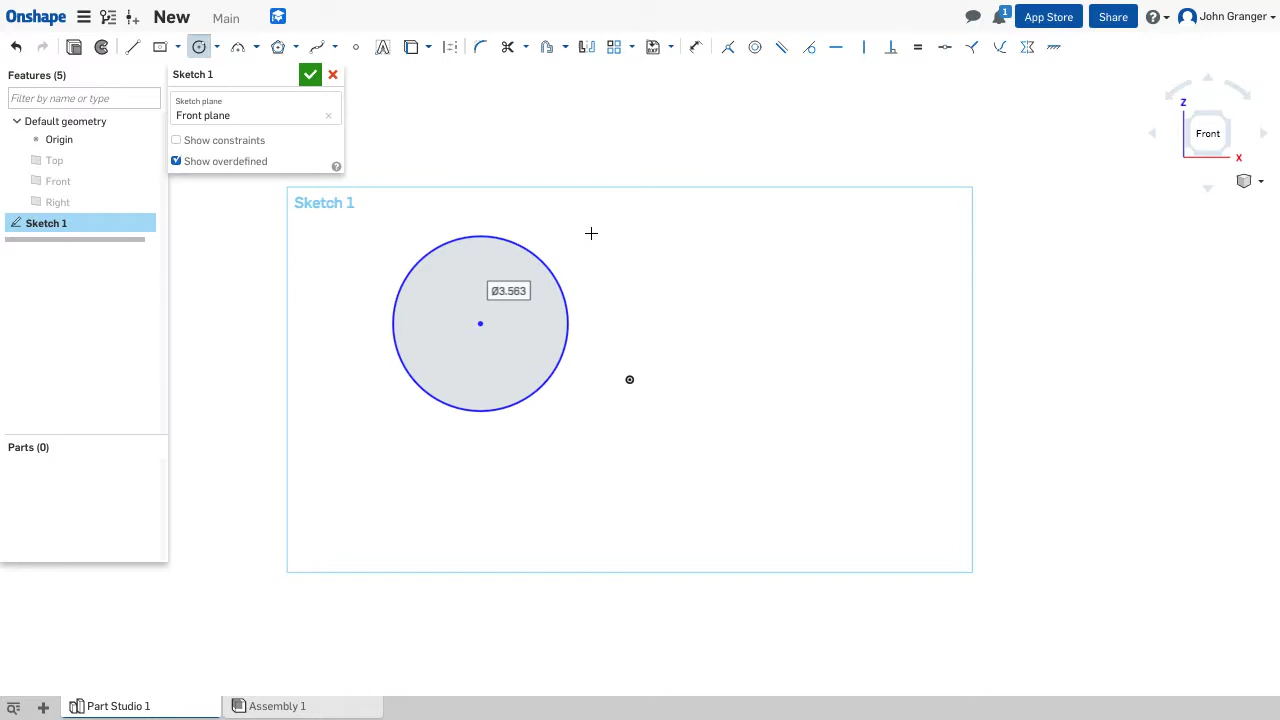 Onshape New Main 1 App Store Share John Granger
Features (5)
Filter by name or type
Default geometry
Origin
Top
Front
Right
Sketch 1
Parts (0)
Sketch 1
Sketch plane
Front plane
Show constraints
Show overdefined
Sketch 1
Ø3.563
Z
Front
X
Part Studio 1
Assembly 1